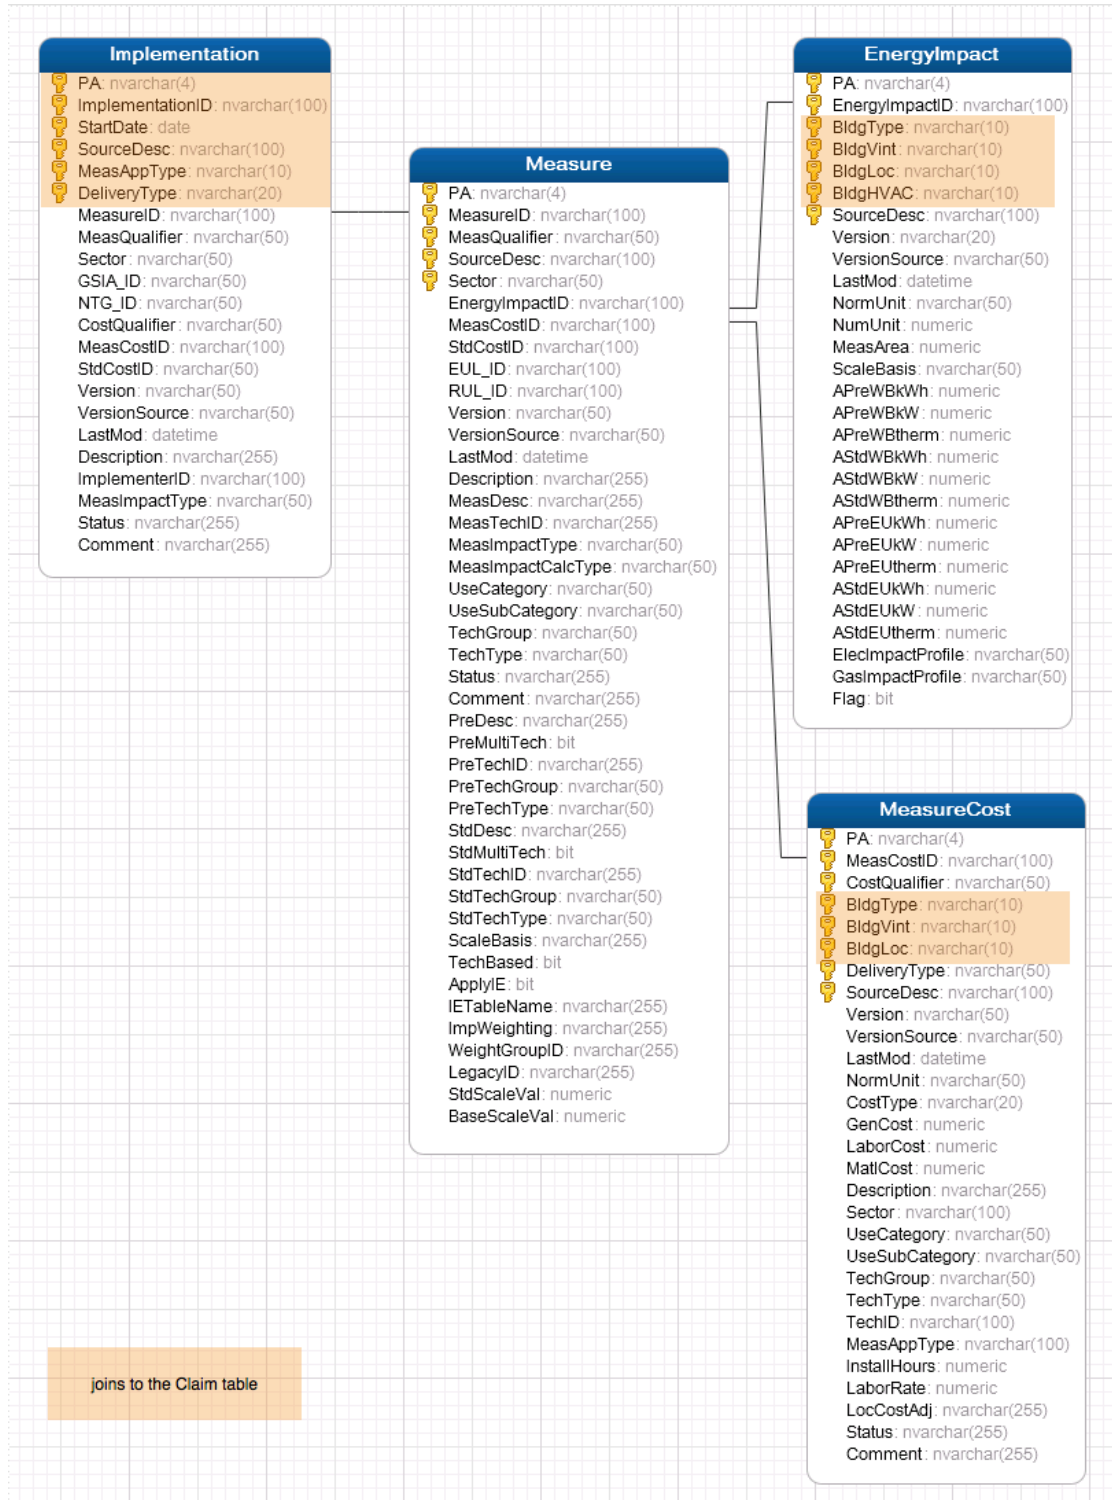 Implementation
PA: nvarchar(4)
ImplementationID: nvarchar(100)
StartDate: date
SourceDesc: nvarchar(100)
MeasAppType: nvarchar(10)
DeliveryType: nvarchar(20)
MeasureID: nvarchar(100)
MeasQualifier: nvarchar(50)
Sector: nvarchar(50)
GSIA_ID: nvarchar(50)
NTG_ID: nvarchar(50)
CostQualifier: nvarchar(50)
MeasCostID: nvarchar(100)
StdCostID: nvarchar(100)
Version: nvarchar(50)
VersionSource: nvarchar(50)
LastMod: datetime
Description: nvarchar(255)
ImplementerID: nvarchar(100)
MeasImpactType: nvarchar(50)
Status: nvarchar(255)
Comment: nvarchar(255)
Measure
PA: nvarchar(4)
MeasureID: nvarchar(100)
MeasQualifier: nvarchar(50)
SourceDesc: nvarchar(100)
Sector: nvarchar(50)
EnergyImpactID: nvarchar(100)
MeasCostID: nvarchar(100)
StdCostID: nvarchar(100)
EUL_ID: nvarchar(100)
RUL_ID: nvarchar(100)
Version: nvarchar(50)
VersionSource: nvarchar(50)
LastMod: datetime
Description: nvarchar(255)
MeasDesc: nvarchar(255)
MeasTechID: nvarchar(255)
MeasImpactType: nvarchar(50)
MeasImpactCalcType: nvarchar(50)
UseCategory: nvarchar(50)
UseSubCategory: nvarchar(50)
TechGroup: nvarchar(50)
TechType: nvarchar(50)
Status: nvarchar(255)
Comment: nvarchar(255)
PreDesc: nvarchar(255)
PreMultiTech: bit
PreTechID: nvarchar(255)
PreTechGroup: nvarchar(50)
PreTechType: nvarchar(50)
StdDesc: nvarchar(255)
StdMultiTech: bit
StdTechID: nvarchar(255)
StdTechGroup: nvarchar(50)
StdTechType: nvarchar(50)
ScaleBasis: nvarchar(255)
TechBased: bit
ApplyIE: bit
IETableName: nvarchar(255)
ImpWeighting: nvarchar(255)
WeightGroupID: nvarchar(255)
LegacyID: nvarchar(255)
StdScaleVal: numeric
BaseScaleVal: numeric
EnergyImpact
PA: nvarchar(4)
EnergyImpactID: nvarchar(100)
BldgType: nvarchar(10)
BldgVint: nvarchar(10)
BldgLoc: nvarchar(10)
BldgHVAC: nvarchar(10)
SourceDesc: nvarchar(100)
Version: nvarchar(20)
VersionSource: nvarchar(50)
LastMod: datetime
NormUnit: nvarchar(50)
NumUnit: numeric
MeasArea: numeric
ScaleBasis: nvarchar(50)
APreWBkWh: numeric
APreWBkW: numeric
APreWBtherm: numeric
AStdWBkWh: numeric
AStdWBkW: numeric
AStdWBtherm: numeric
APreEUkWh: numeric
APreEUkW: numeric
APreEUtherm: numeric
AStdEUkWh: numeric
AStdEUkW: numeric
AStdEUtherm: numeric
ElecImpactProfile: nvarchar(50)
GasImpactProfile: nvarchar(50)
Flag: bit
MeasureCost
PA: nvarchar(4)
MeasCostID: nvarchar(100)
CostQualifier: nvarchar(50)
BldgType: nvarchar(10)
BldgVint: nvarchar(10)
BldgLoc: nvarchar(10)
DeliveryType: nvarchar(50)
SourceDesc: nvarchar(100)
Version: nvarchar(50)
VersionSource: nvarchar(50)
LastMod: datetime
NormUnit: nvarchar(50)
CostType: nvarchar(20)
GenCost: numeric
LaborCost: numeric
MatlCost: numeric
Description: nvarchar(255)
Sector: nvarchar(100)
UseCategory: nvarchar(50)
UseSubCategory: nvarchar(50)
TechGroup: nvarchar(50)
TechType: nvarchar(50)
TechID: nvarchar(100)
MeasAppType: nvarchar(100)
InstallHours: numeric
LaborRate: numeric
LocCostAdj: nvarchar(255)
Status: nvarchar(255)
Comment: nvarchar(255)
joins to the Claim table